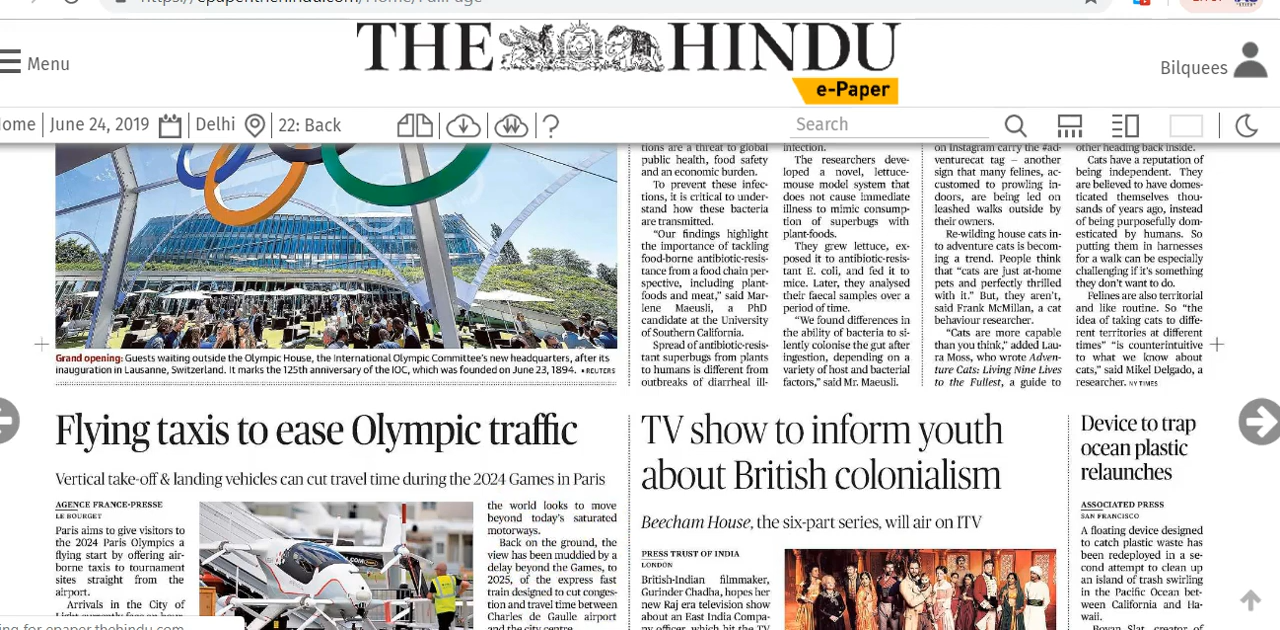 THE HINDU
e-Paper
Menu
Bilquees
June 24, 2019
Delhi
22: Back
Search
public health, food safety
and an economic burden.
To prevent these infec-
tions, it is critical to under-
stand how these bacteria
are transmitted.
"Our findings highlight
the importance of tackling
food-borne antibiotic-resis-
tance from a food chain per-
spective, including plant-
foods and meat," said Mar-
lene Maeusli, a PhD
candidate at the University
of Southern California.
Spread of antibiotic-resis-
tant superbugs from plants
to humans is different from
outbreaks of diarrheal ill-
infection.
The researchers deve-
loped a novel, lettuce-
mouse model system that
does not cause immediate
illness to mimic consump-
tion of superbugs with
plant-foods.
They grew lettuce, ex-
posed it to antibiotic-resis-
tant E. coli, and fed it to
mice. Later, they analysed
their faecal samples over a
period of time.
"We found differences in
the ability of bacteria to si-
lently colonise the gut after
ingestion, depending on a
variety of host and bacterial
factors," said Mr. Maeusli.
on Instagram carry the #ad-
venturecat tag — another
sign that many felines, ac-
customed to prowling in-
doors, are being led on
leashed walks outside by
their owners.
Re-wilding house cats in-
to adventure cats is becom-
ing a trend. People think
that "cats are just at-home
pets and perfectly thrilled
with it." But, they aren't,
said Frank McMillan, a cat
behaviour researcher.
"Cats are more capable
than you think," added Lau-
ra Moss, who wrote Adven-
ture Cats: Living Nine Lives
to the Fullest, a guide to
other heading back inside.
Cats have a reputation of
being independent. They
are believed to have domes-
ticated themselves thou-
sands of years ago, instead
of being purposefully dom-
esticated by humans. So
putting them in harnesses
for a walk can be especially
challenging if it's something
they don't want to do.
Felines are also territorial
and like routine. So "the
idea of taking cats to diffe-
rent territories at different
times" "is counterintuitive
to what we know about
cats," said Mikel Delgado, a
researcher. NY TIMES
Grand opening: Guests waiting outside the Olympic House, the International Olympic Committee's new headquarters, after its
inauguration in Lausanne, Switzerland. It marks the 125th anniversary of the IOC, which was founded on June 23, 1894. • REUTERS
Flying taxis to ease Olympic traffic
Vertical take-off & landing vehicles can cut travel time during the 2024 Games in Paris
AGENCE FRANCE-PRESSE
LE BOURGET
Paris aims to give visitors to
the 2024 Paris Olympics a
flying start by offering air-
borne taxis to tournament
sites straight from the
airport.
Arrivals in the City of
the world looks to move
beyond today's saturated
motorways.
Back on the ground, the
view has been muddied by a
delay beyond the Games, to
2025, of the express fast
train designed to cut conges-
tion and travel time between
Charles de Gaulle airport
and the city centre.
TV show to inform youth
about British colonialism
Beecham House, the six-part series, will air on ITV
PRESS TRUST OF INDIA
LONDON
British-Indian filmmaker,
Gurinder Chadha, hopes her
new Raj era television show
about an East India Compa-
ny officer, which hit the TV
Device to trap
ocean plastic
relaunches
ASSOCIATED PRESS
SAN FRANCISCO
A floating device designed
to catch plastic waste has
been redeployed in a se-
cond attempt to clean up
an island of trash swirling
in the Pacific Ocean bet-
ween California and Ha-
waii.
Boyan Slat, creator of